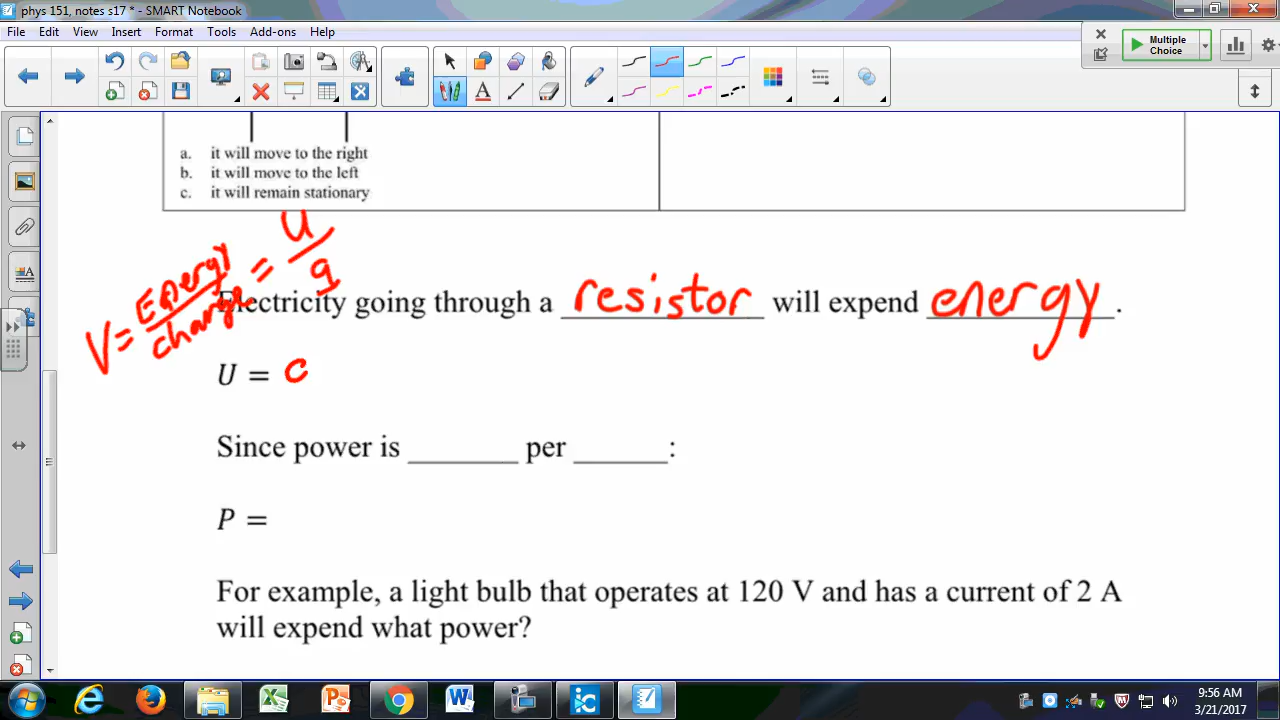 phys 151, notes s17 * - SMART Notebook
File Edit View Insert Format Tools Add-ons Help
Multiple Choice
a. it will move to the right
b. it will move to the left
c. it will remain stationary
V = Energy/charge = U/q
Electricity going through a resistor will expend energy.
U = c
Since power is ________ per ________:
P =
For example, a light bulb that operates at 120 V and has a current of 2 A
will expend what power?
9:56 AM
3/21/2017